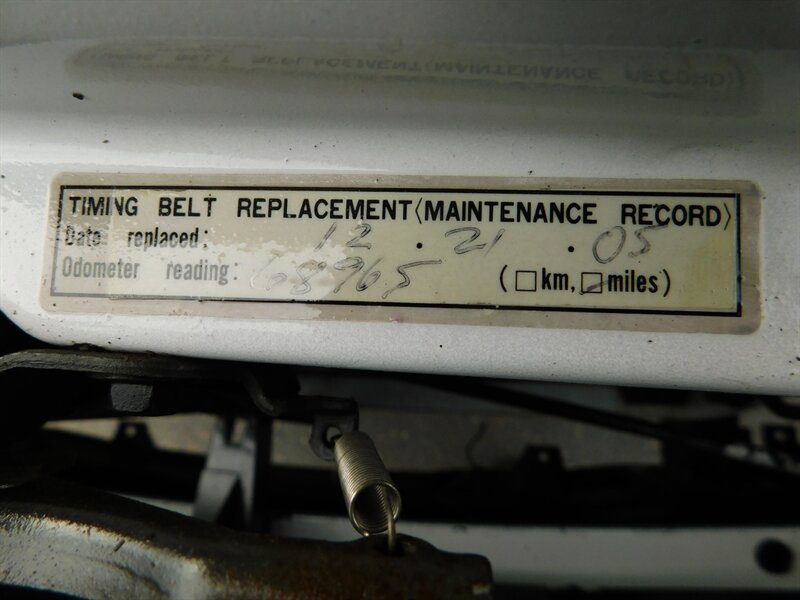 TIMING BELT REPLACEMENT (MAINTENANCE RECORD)
Date replaced: 12 . 21 . 05
Odometer reading: 68965 (□km, □miles)